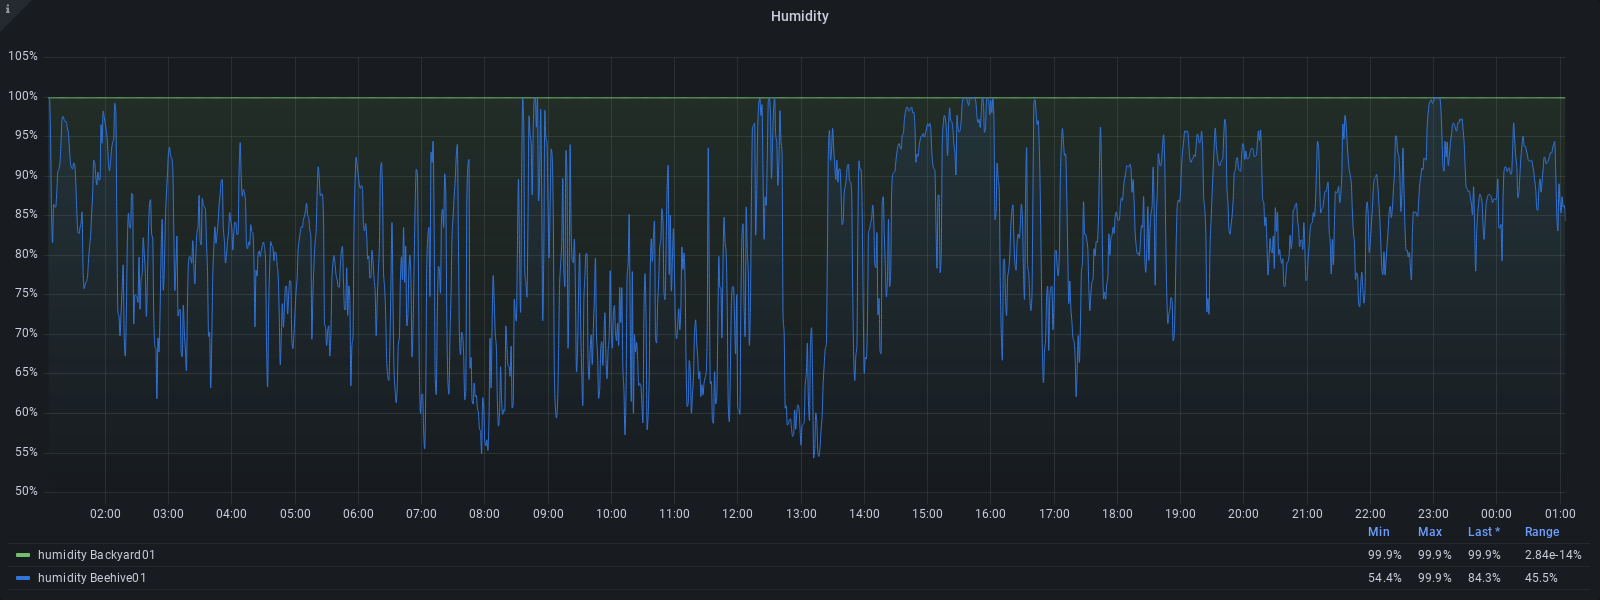 i
Humidity
105%
100%
95%
90%
85%
80%
75%
70%
65%
60%
55%
50%
02:00 03:00 04:00 05:00 06:00 07:00 08:00 09:00 10:00 11:00 12:00 13:00 14:00 15:00 16:00 17:00 18:00 19:00 20:00 21:00 22:00 23:00 00:00 01:00
Min Max Last * Range
humidity Backyard01 99.9% 99.9% 99.9% 2.84e-14%
humidity Beehive01 54.4% 99.9% 84.3% 45.5%